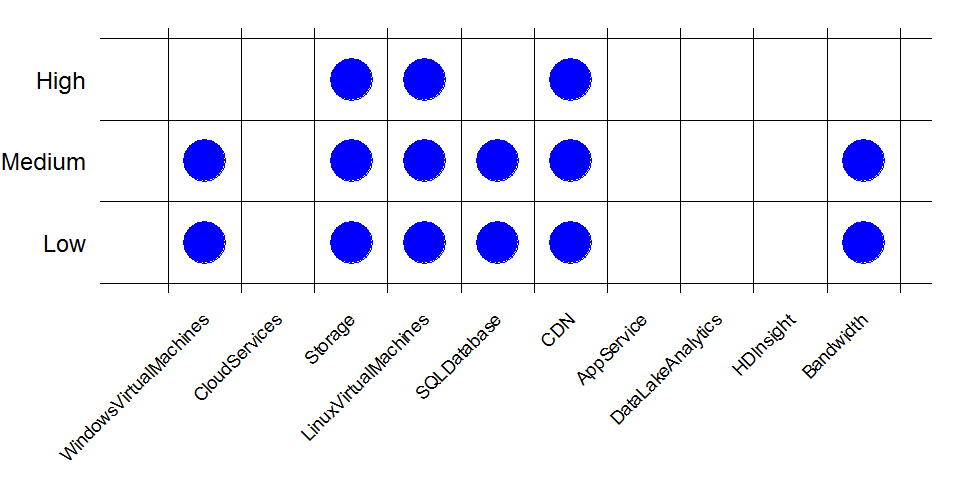 High
Medium
Low
WindowsVirtualMachines
CloudServices
Storage
LinuxVirtualMachines
SQLDatabase
CDN
AppService
DataLakeAnalytics
HDInsight
Bandwidth